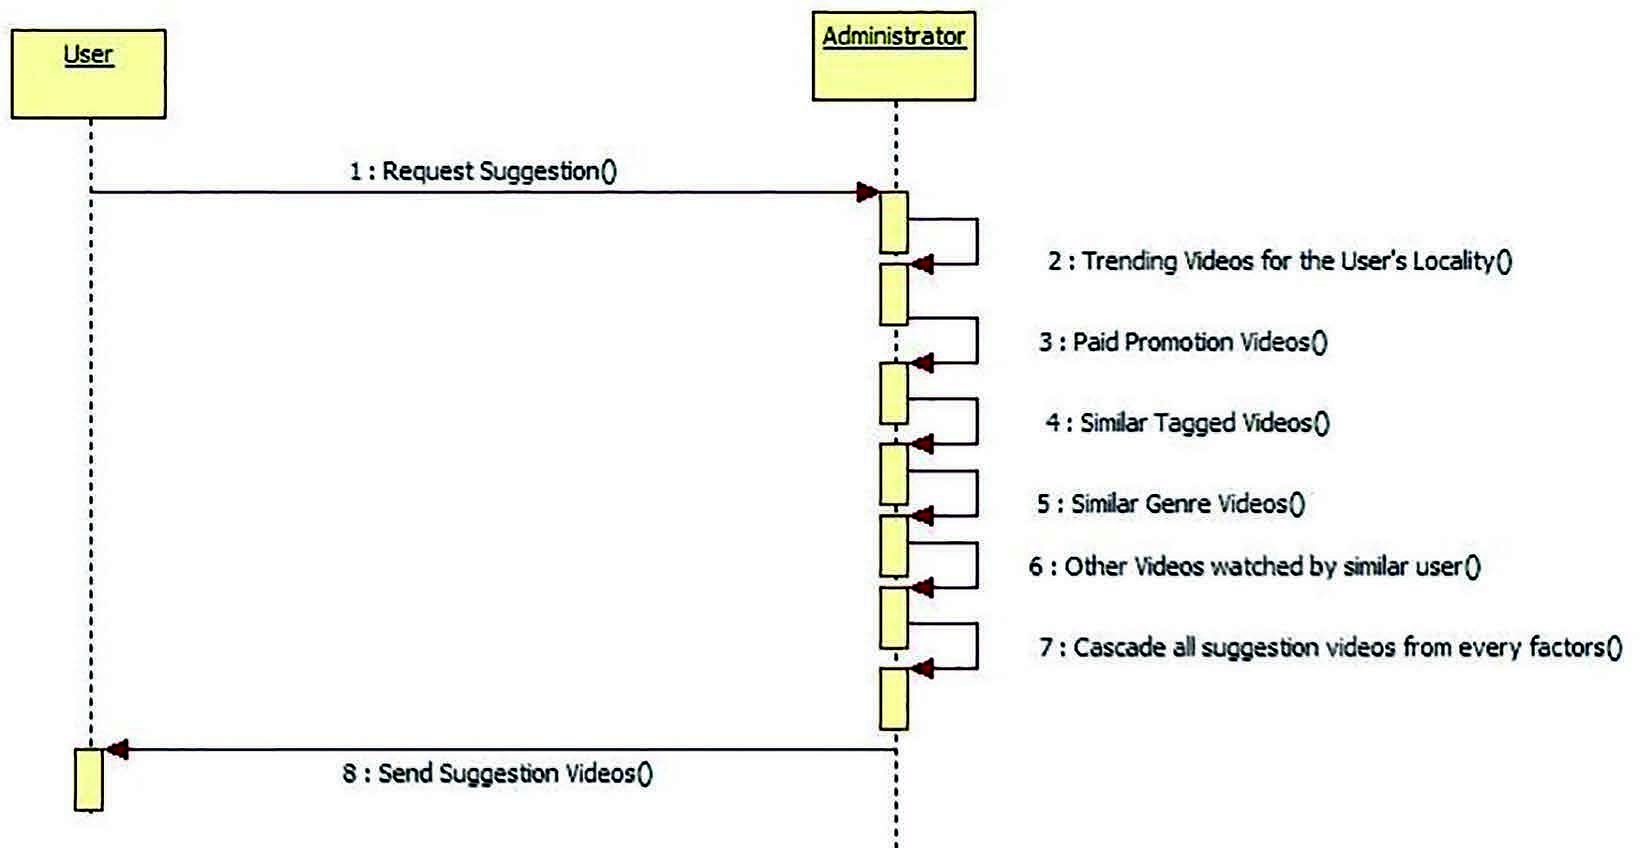 User
Administrator
1 : Request Suggestion()
2 : Trending Videos for the User's Locality()
3 : Paid Promotion Videos()
4 : Similar Tagged Videos()
5 : Similar Genre Videos()
6 : Other Videos watched by similar user()
7 : Cascade all suggestion videos from every factors()
8 : Send Suggestion Videos()